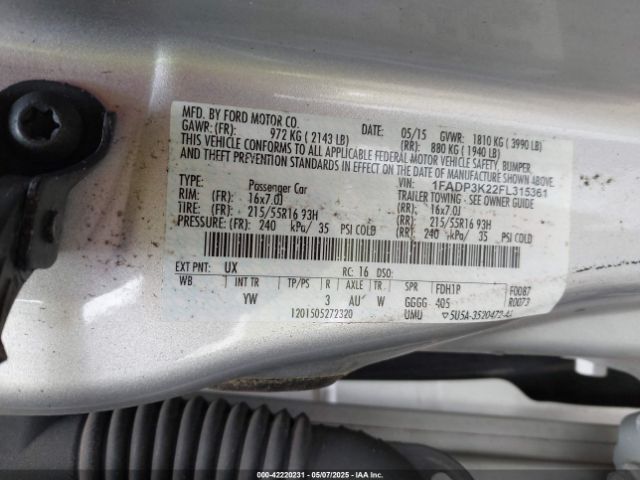 MFD. BY FORD MOTOR CO.
DATE: 05/15 GVWR: 1810 KG ( 3990 LB)
GAWR: (FR): 972 KG ( 2143 LB) (RR): 880 KG ( 1940 LB)
THIS VEHICLE CONFORMS TO ALL APPLICABLE FEDERAL MOTOR VEHICLE SAFETY, BUMPER
AND THEFT PREVENTION STANDARDS IN EFFECT ON THE DATE OF MANUFACTURE SHOWN ABOVE.
VIN: 1FADP3K22FL315361
TYPE: Passenger Car TRAILER TOWING - SEE OWNER GUIDE
RIM: (FR): 16x7.0J (RR): 16x7.0J
TIRE: (FR): 215/55R16 93H (RR): 215/55R16 93H
PRESSURE: (FR): 240 kPa/ 35 PSI COLD (RR): 240 kPa/ 35 PSI COLD
EXT PNT: UX RC: 16 DSO:
WB INT TR TP/PS R AXLE TR SPR FDH1P F0087
YW 3 AU W GGGG 405 R0073
1201505272320 UMU ▽5U5A-3520472-
000-42220231 — 05/07/2025 — IAAI.COM